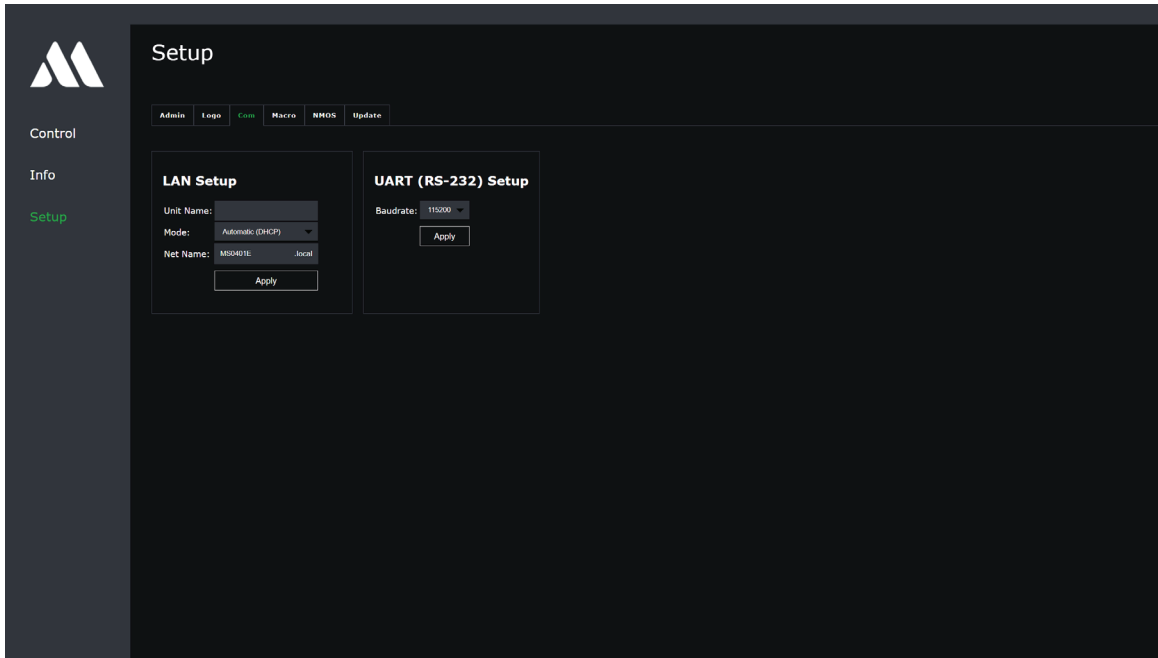 Setup
Control
Info
Setup
Admin Logo Com Macro NMOS Update
LAN Setup
Unit Name:
Mode: Automatic (DHCP)
Net Name: MS0401E .local
Apply
UART (RS-232) Setup
Baudrate: 115200
Apply